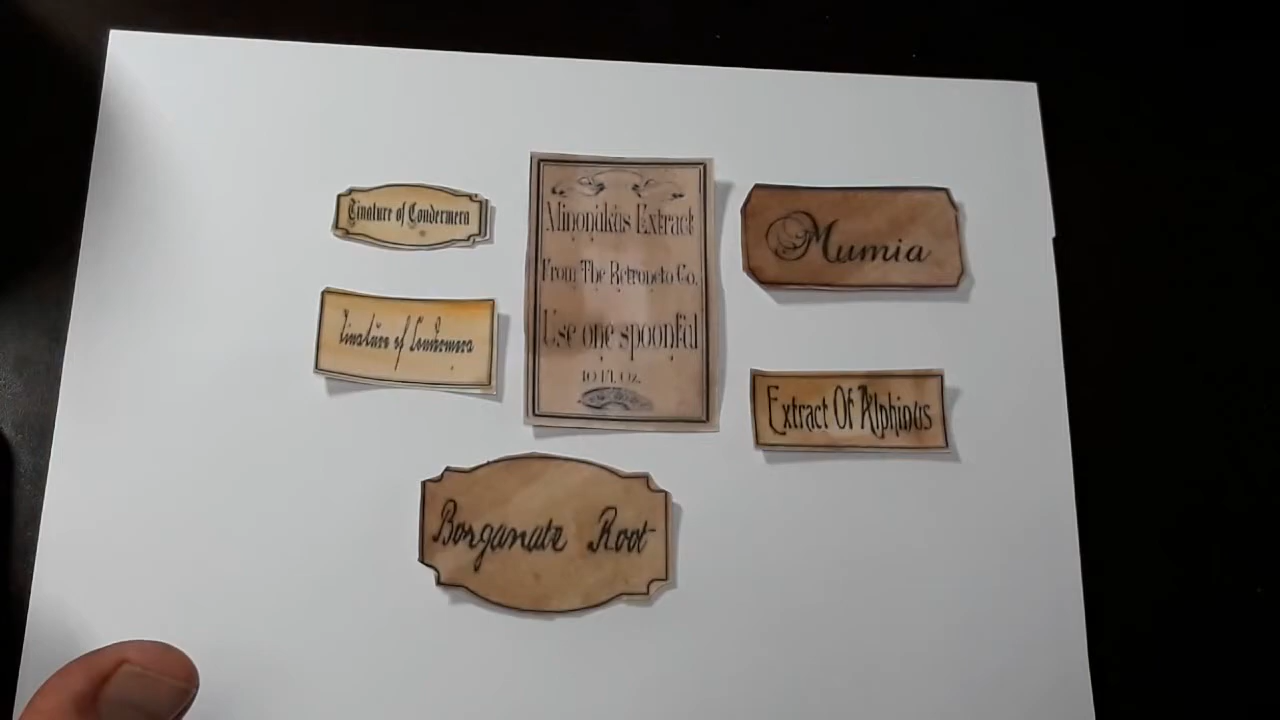 Tinature of Condermera
Tinature of Condermera
Minonikas Extract
From The Retroneto Co.
Use one spoonful
10 Fl. Oz.
Mumia
Extract Of Alphinus
Borganate Root